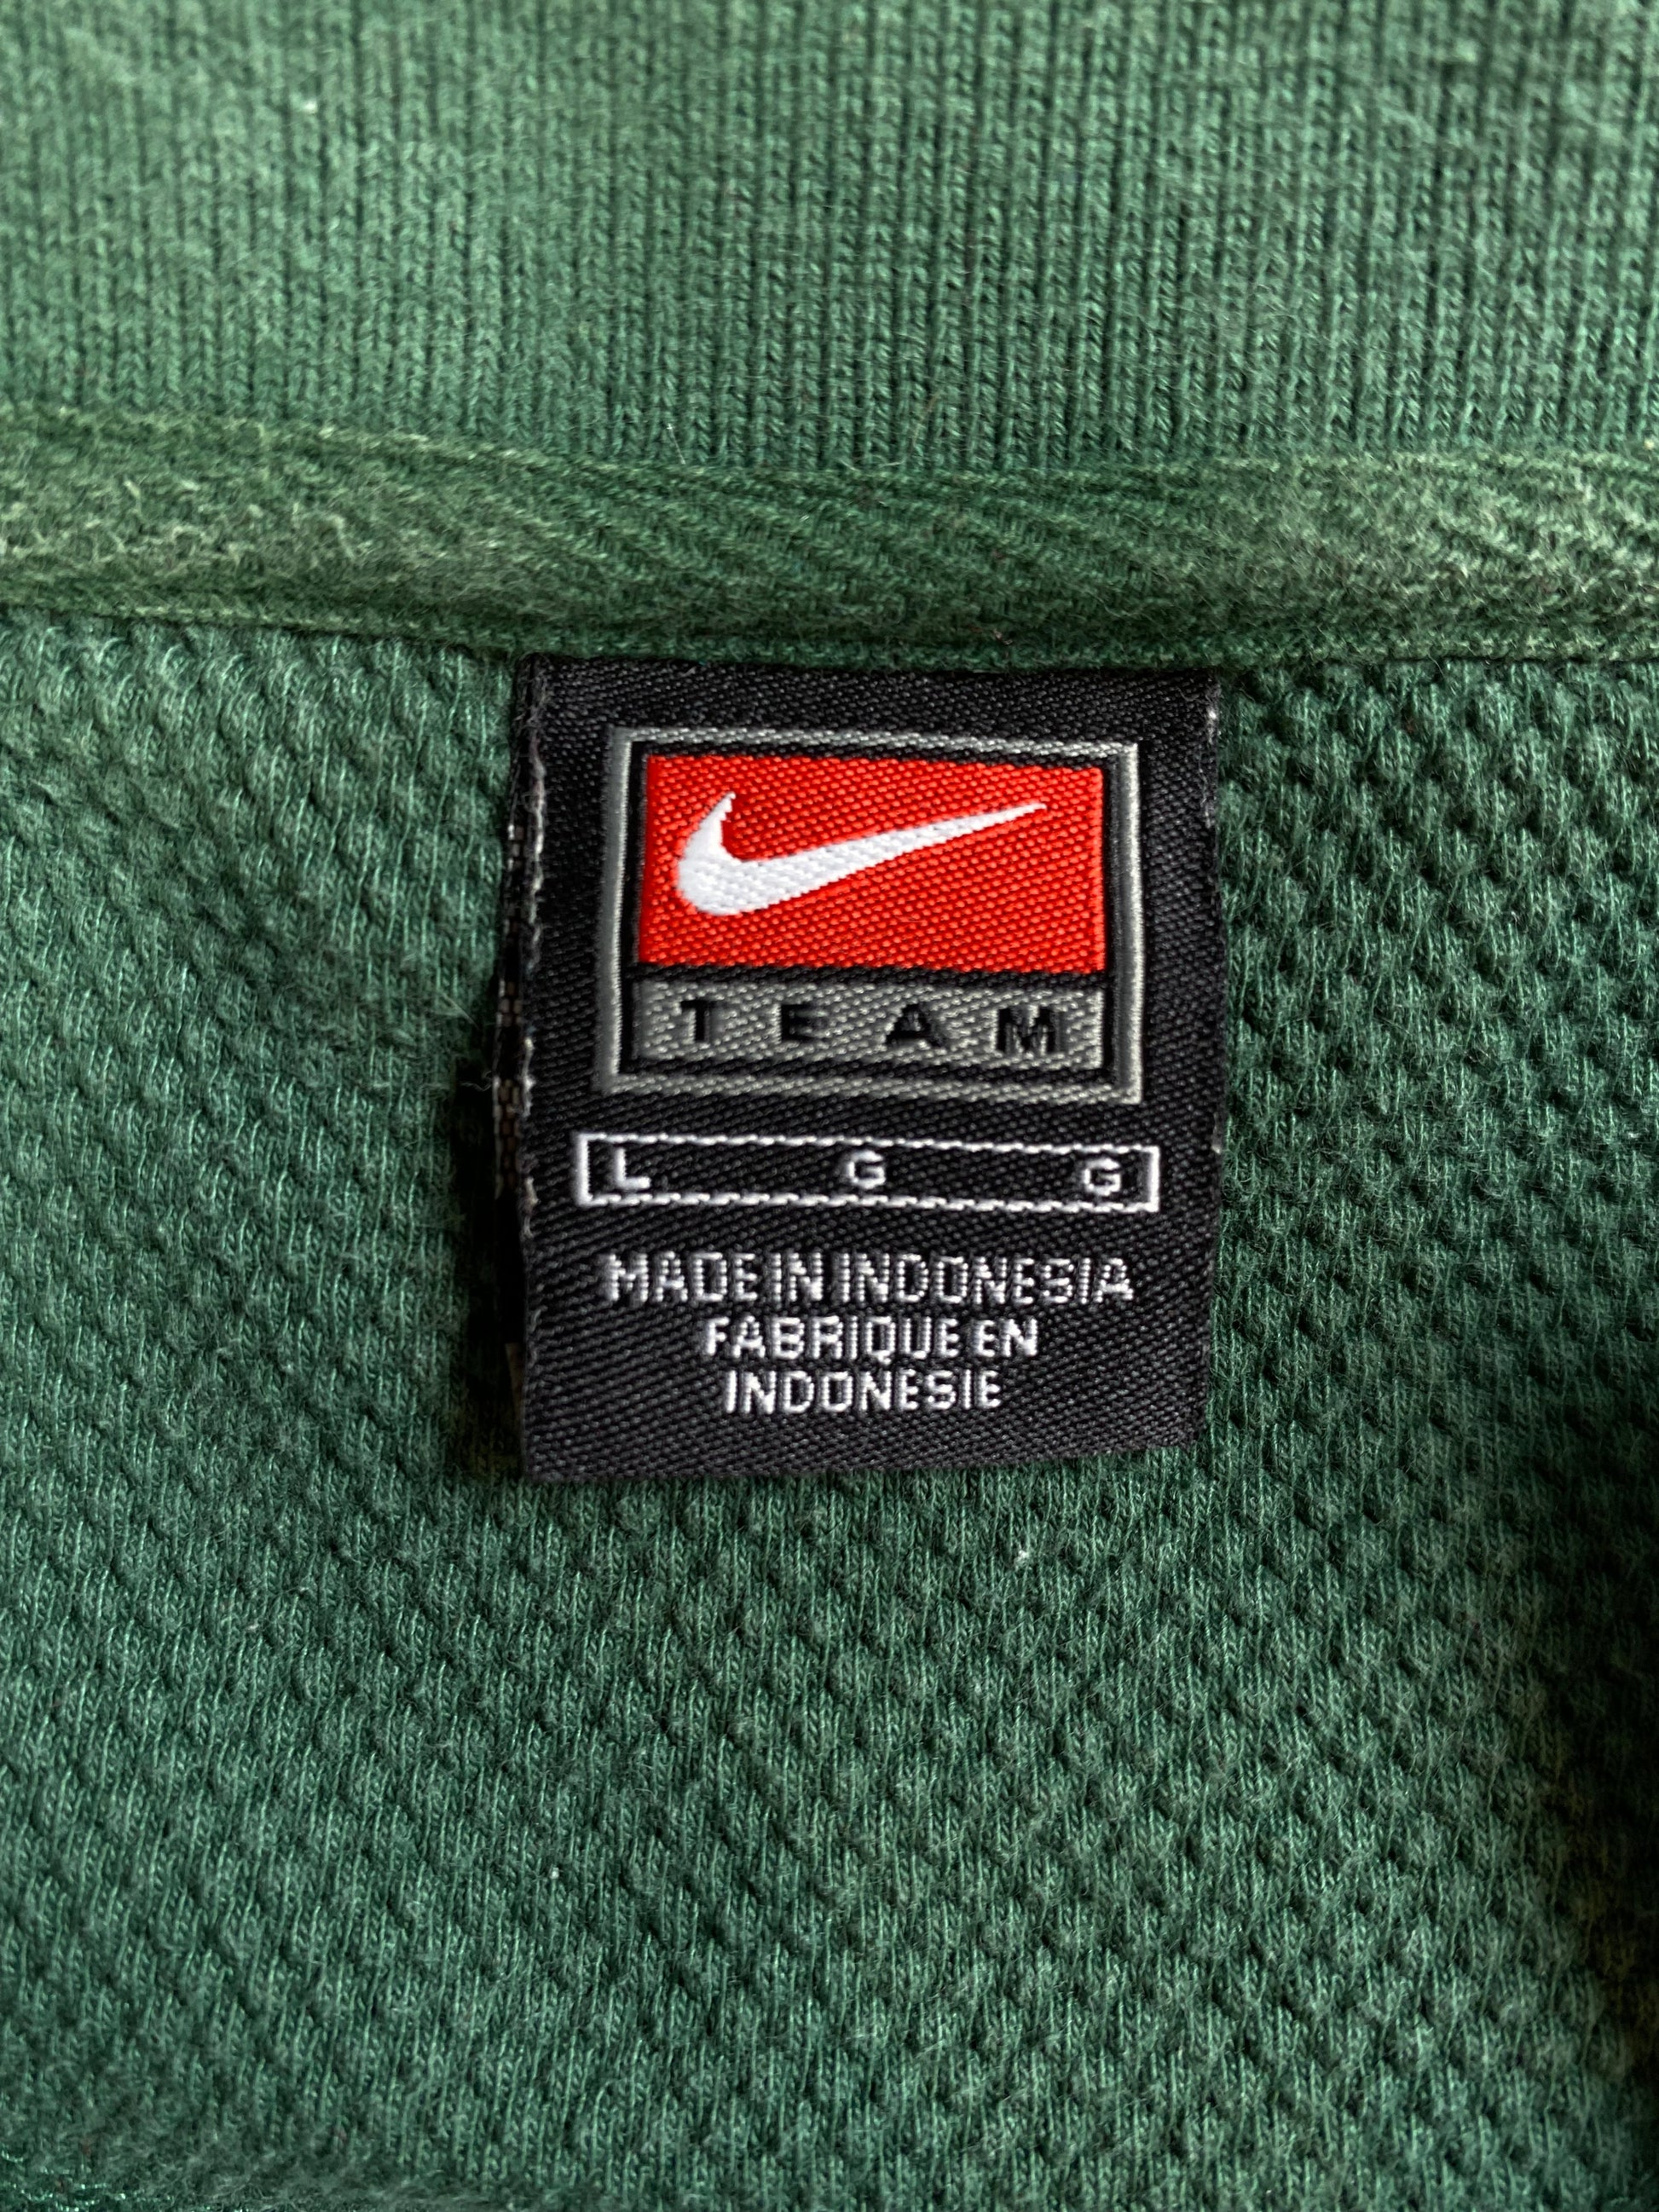 TEAM
L G G
MADE IN INDONESIA
FABRIQUE EN
INDONESIE